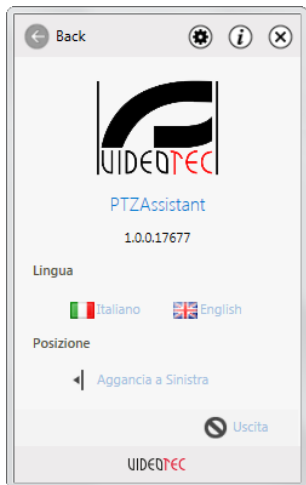 Back
VIDEOTEC
PTZAssistant
1.0.0.17677
Lingua
Italiano English
Posizione
Aggancia a Sinistra
Uscita
VIDEOTEC